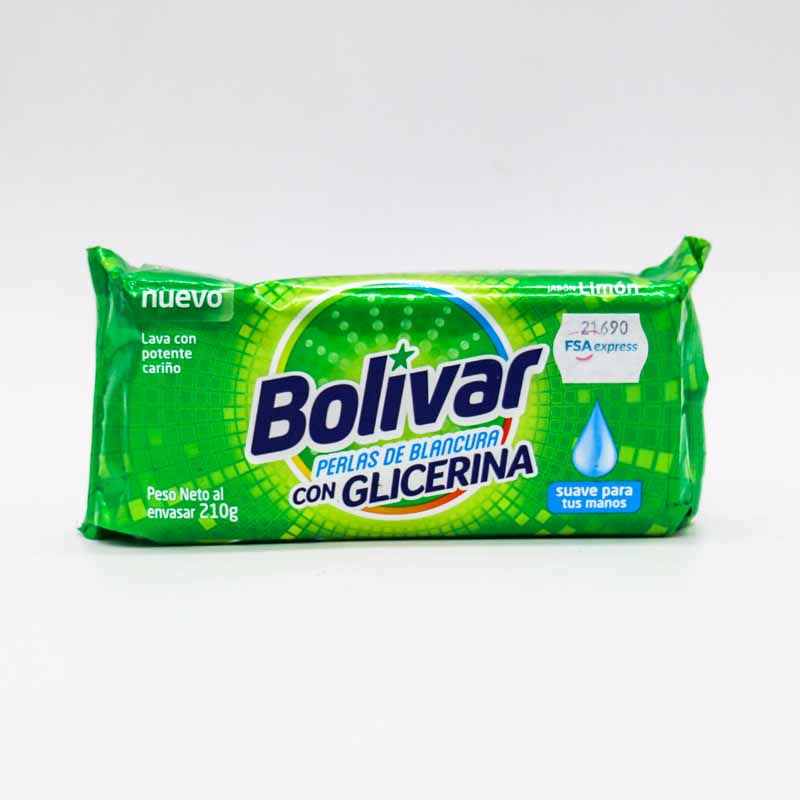 nuevo
JABÓN Limón
Lava con
potente
cariño
21690
FSA express
Bolivar
PERLAS DE BLANCURA
CON GLICERINA
Peso Neto al
envasar 210g
suave para
tus manos